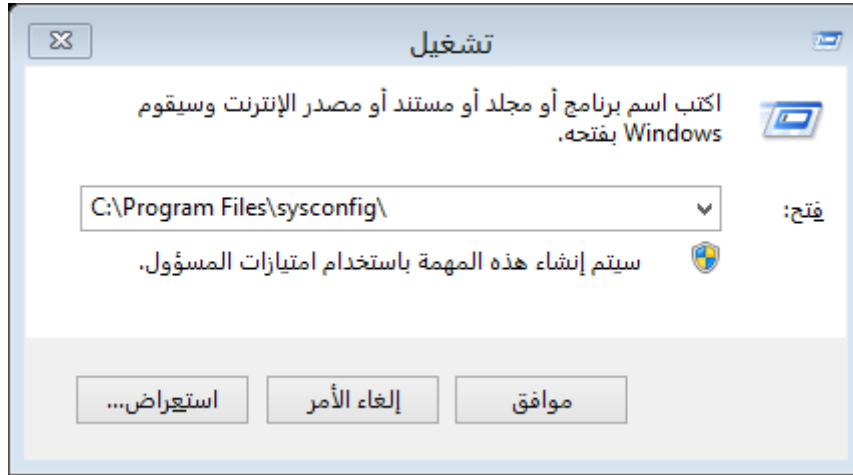 تشغيل
اكتب اسم برنامج أو مجلد أو مستند أو مصدر الإنترنت وسيقوم
Windows بفتحه.
فتح:
C:\Program Files\sysconfig\
سيتم إنشاء هذه المهمة باستخدام امتيازات المسؤول.
موافق
إلغاء الأمر
استعراض...